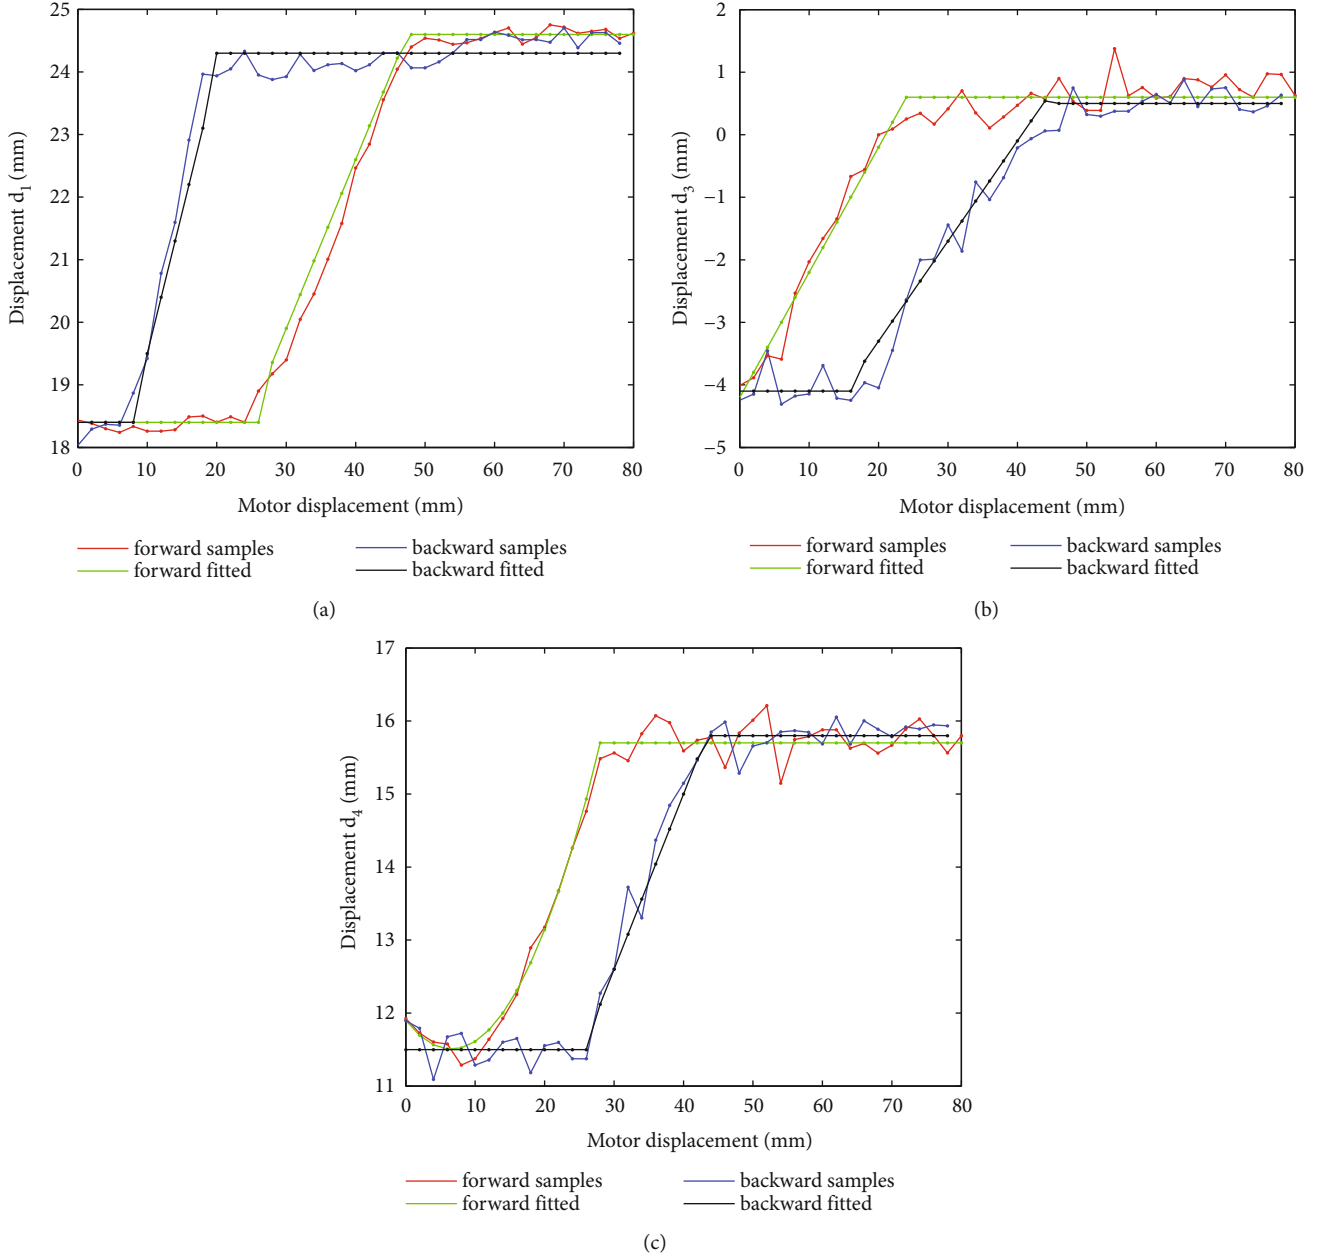 25
24
23
22
21
20
19
18
Displacement d1 (mm)
0 10 20 30 40 50 60 70 80
Motor displacement (mm)
forward samples
forward fitted
backward samples
backward fitted
(a)
2
1
0
−1
−2
−3
−4
−5
Displacement d3 (mm)
0 10 20 30 40 50 60 70 80
Motor displacement (mm)
forward samples
forward fitted
backward samples
backward fitted
(b)
17
16
15
14
13
12
11
Displacement d4 (mm)
0 10 20 30 40 50 60 70 80
Motor displacement (mm)
forward samples
forward fitted
backward samples
backward fitted
(c)